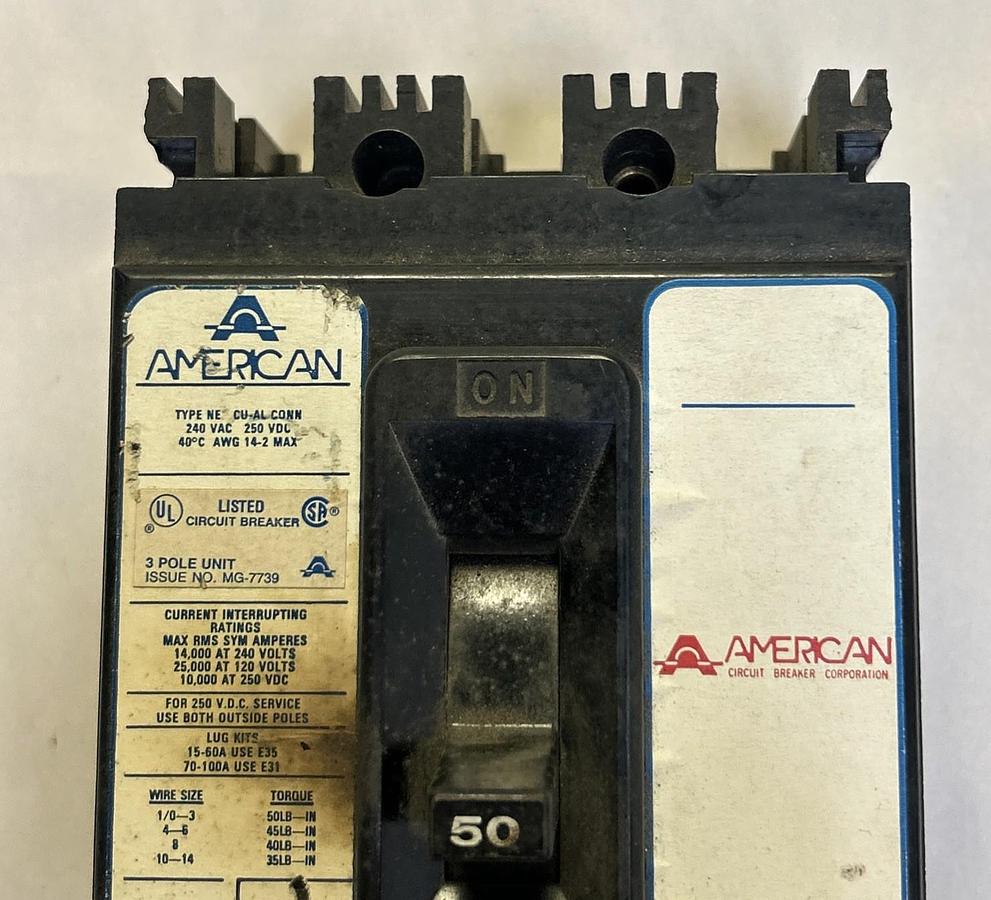 AMERICAN
TYPE NE CU-AL CONN
240 VAC 250 VDC
40°C AWG 14-2 MAX
UL ® LISTED SA ®
CIRCUIT BREAKER
3 POLE UNIT
ISSUE NO. MG-7739
CURRENT INTERRUPTING
RATINGS
MAX RMS SYM AMPERES
14,000 AT 240 VOLTS
25,000 AT 120 VOLTS
10,000 AT 250 VDC
FOR 250 V.D.C. SERVICE
USE BOTH OUTSIDE POLES
LUG KITS
15-60A USE E35
70-100A USE E31
WIRE SIZE TORQUE
1/0—3 50LB—IN
4—6 45LB—IN
8 40LB—IN
10—14 35LB—IN
ON
50
AMERICAN
CIRCUIT BREAKER CORPORATION